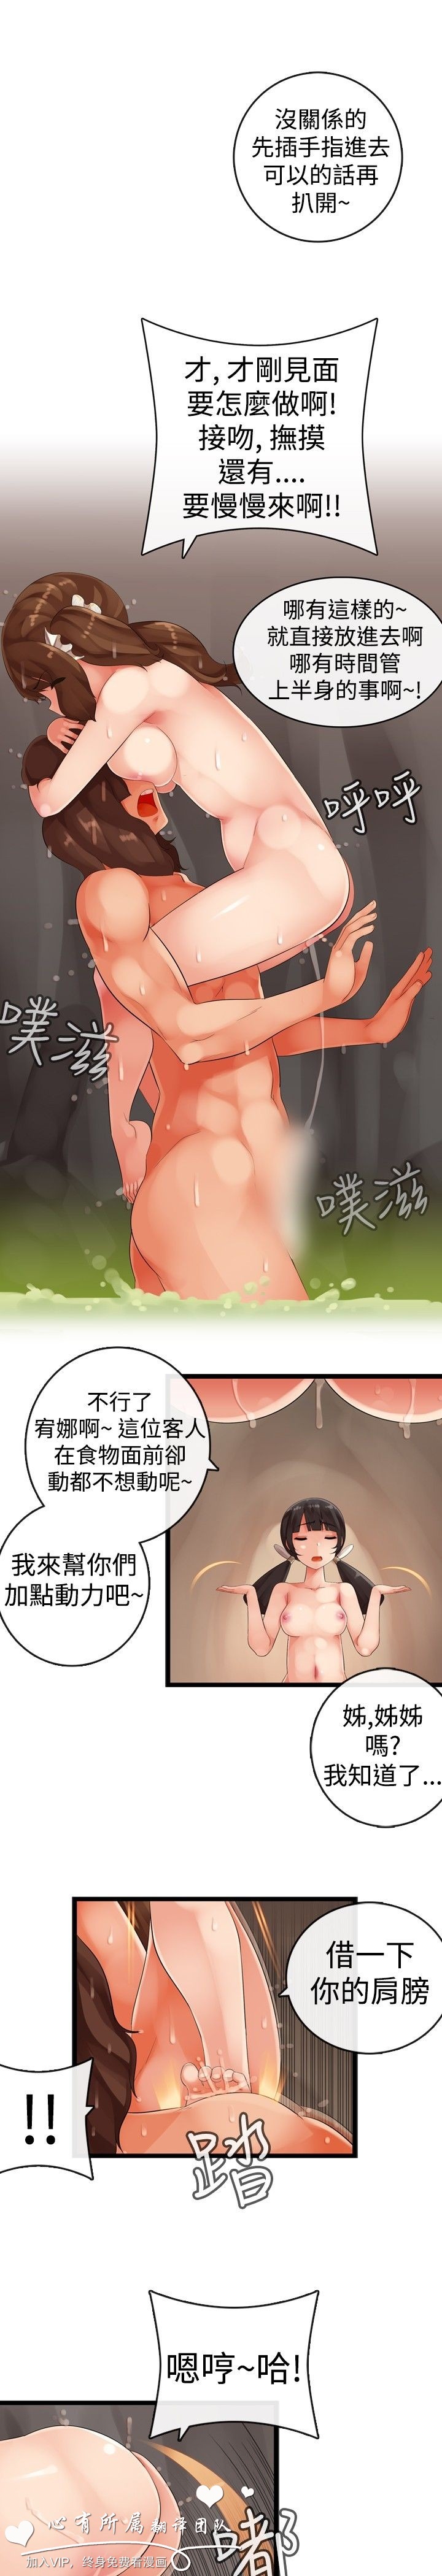 沒關係的
先插手指進去
可以的話再
扒開~
才, 才剛見面
要怎麼做啊!
接吻, 撫摸
還有....
要慢慢來啊!!
哪有這樣的~
就直接放進去啊
哪有時間管
上半身的事啊~!
呼呼
噗滋
噗滋
不行了
宥娜啊~ 這位客人
在食物面前卻
動都不想動呢~
我來幫你們
加點動力吧~
姊,姊姊
嗎?
我知道了...
借一下
你的肩膀
!!
踏
嗯哼~哈!
嘟
心有所属翻译团队
加入VIP，终身免费看漫画